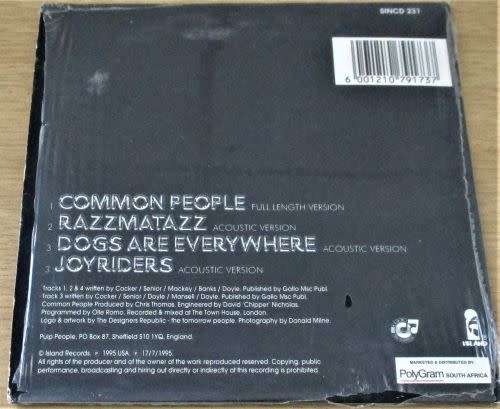 SINCD 231
6 001210 791737
1 COMMON PEOPLE FULL LENGTH VERSION
2 RAZZMATAZZ ACOUSTIC VERSION
3 DOGS ARE EVERYWHERE ACOUSTIC VERSION
3 JOYRIDERS ACOUSTIC VERSION
Tracks 1, 2 & 4 written by Cocker / Senior / Mackey / Banks / Doyle. Published by Gallo Msc Publ.
Track 3 written by Cocker / Senior / Doyle / Mansell / Doyle. Published by Gallo Msc Publ.
Common People Produced by Chris Thomas. Engineered by David 'Chipper' Nicholas.
Programmed by Olle Romo. Recorded & mixed at The Town House, London.
Logo & artwork by The Designers Republic - the tomorrow people. Photography by Donald Milne.
Pulp People, PO Box 87, Sheffield S10 1YQ, England.
© Island Records. ℗ 1995 USA. ℗ 17/7/1995.
All rights of the producer and of the owner of the work reproduced reserved. Copying, public
performance, broadcasting and hiring out directly or indirectly of this recording is prohibited.
ISLAND
MARKETED & DISTRIBUTED BY
PolyGram SOUTH AFRICA